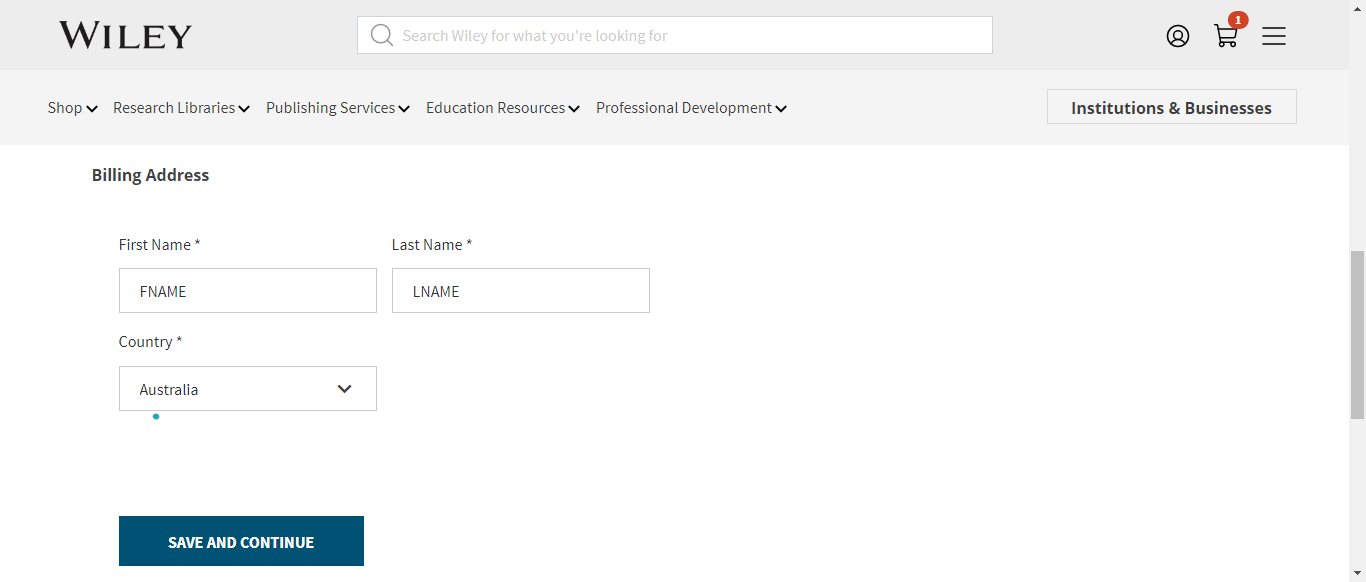 WILEY
Search Wiley for what you're looking for
1
Shop Research Libraries Publishing Services Education Resources Professional Development Institutions & Businesses
Billing Address
First Name * Last Name *
FNAME LNAME
Country *
Australia
SAVE AND CONTINUE